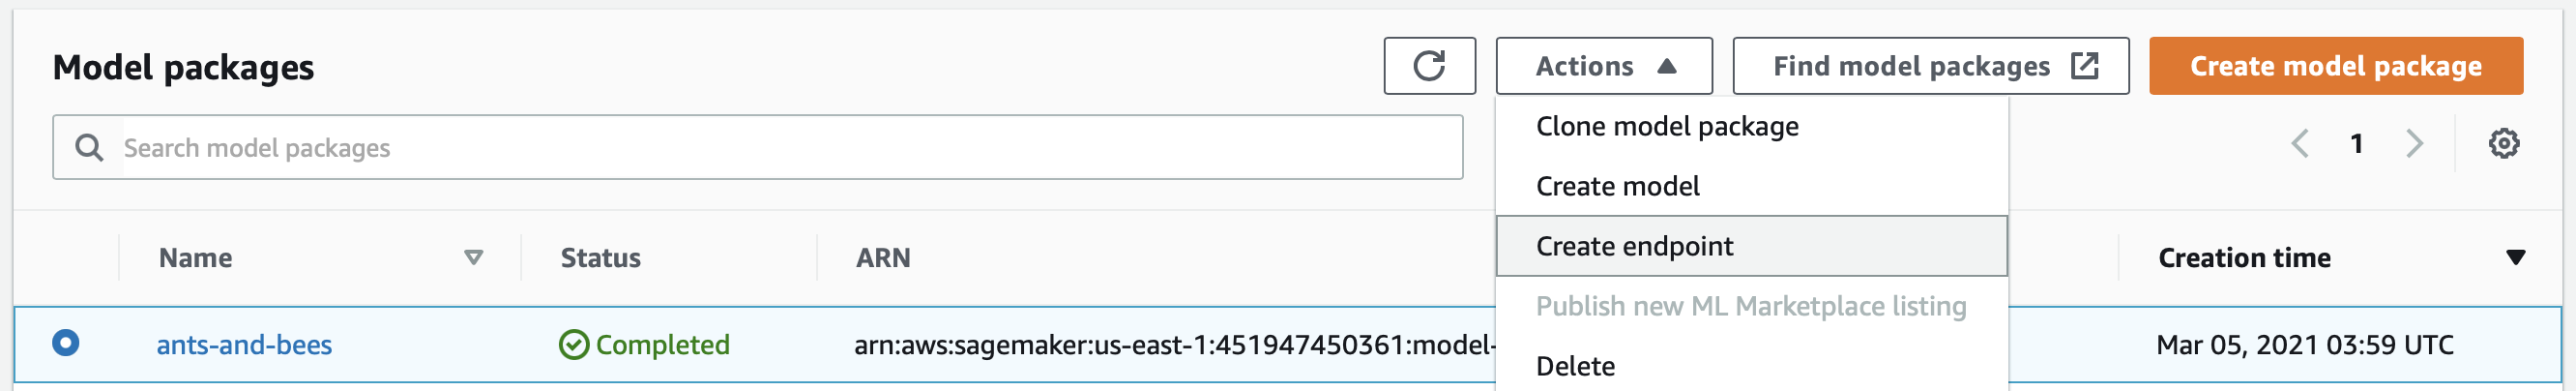 Model packages
Actions
Find model packages
Create model package
Search model packages
Clone model package
Create model
Create endpoint
Publish new ML Marketplace listing
Delete
1
Name
Status
ARN
Creation time
ants-and-bees
Completed
arn:aws:sagemaker:us-east-1:451947450361:model-
Mar 05, 2021 03:59 UTC